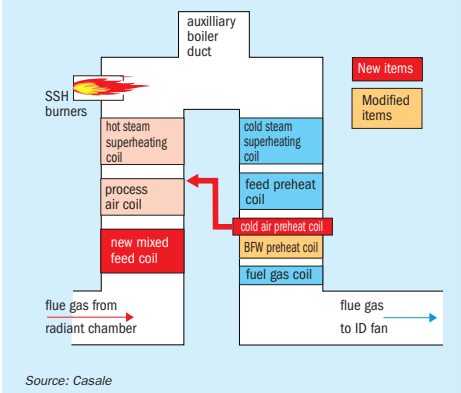 auxilliary
boiler
duct
New items
Modified
items
SSH
burners
hot steam
superheating
coil
cold steam
superheating
coil
process
air coil
feed preheat
coil
cold air preheat coil
new mixed
feed coil
BFW preheat coil
fuel gas coil
flue gas from
radiant chamber
flue gas
to ID fan
Source: Casale